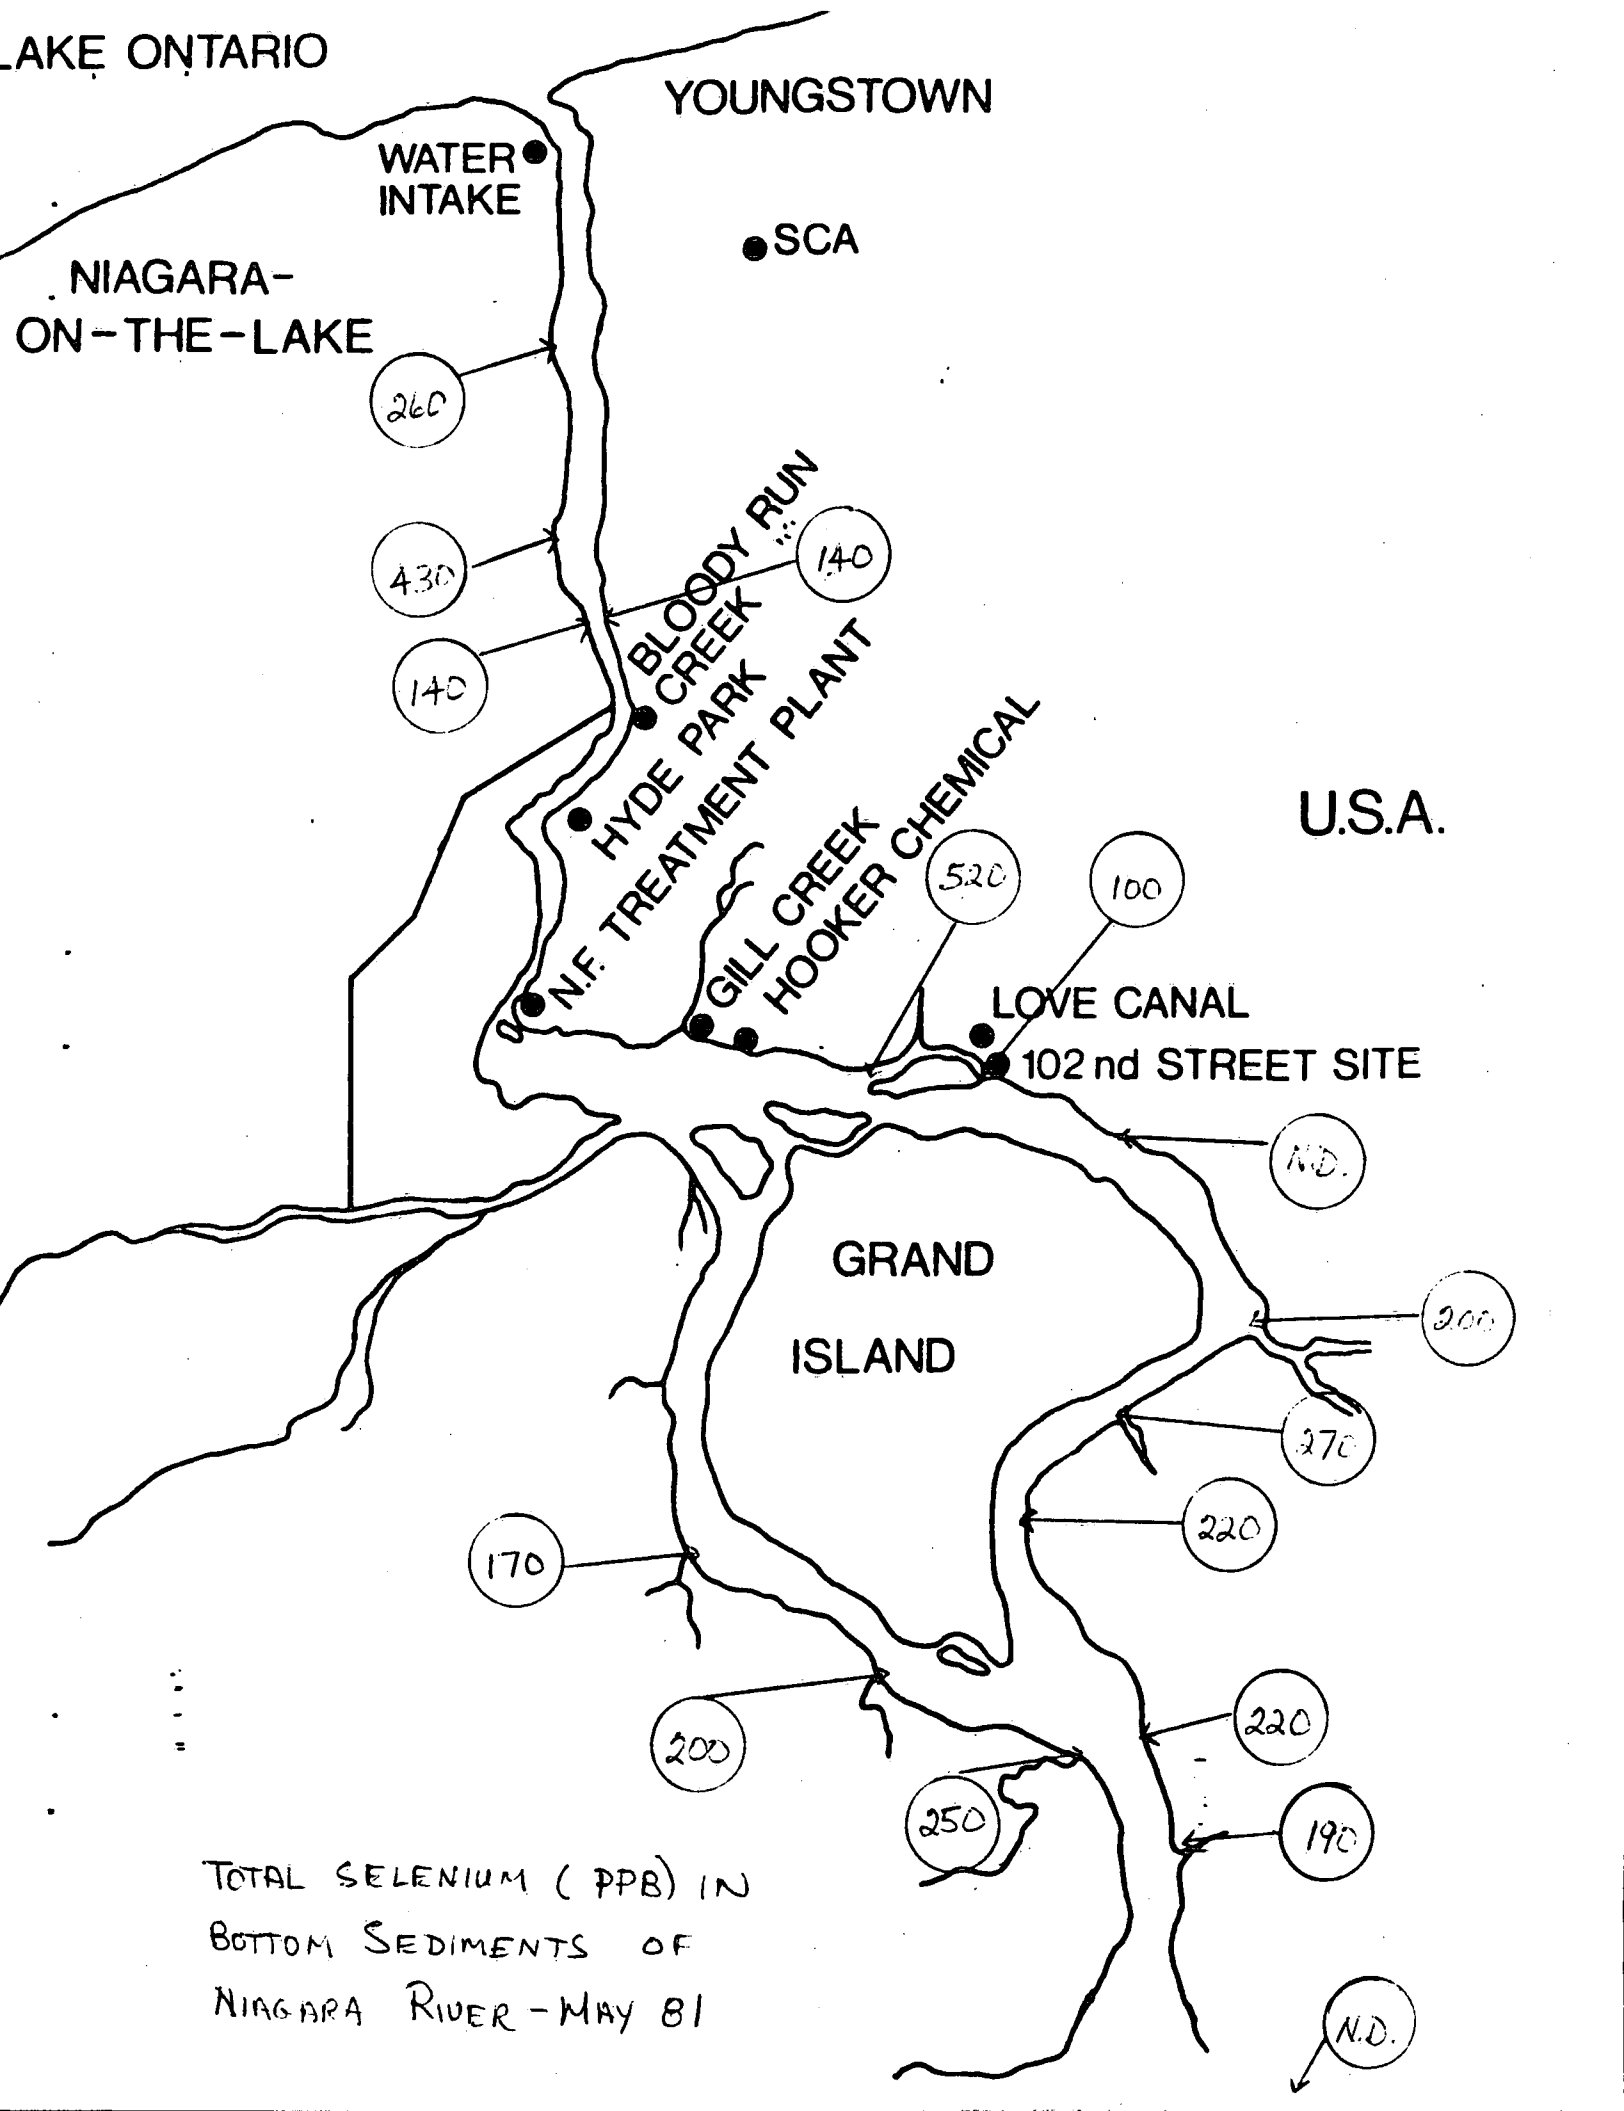 LAKE ONTARIO
YOUNGSTOWN
WATER
INTAKE
SCA
NIAGARA-
ON-THE-LAKE
260
BLOODY RUN
CREEK
430
140
140
HYDE PARK
N.F. TREATMENT PLANT
GILL CREEK
HOOKER CHEMICAL
U.S.A.
520
100
LOVE CANAL
102nd STREET SITE
N.D.
GRAND
ISLAND
200
270
220
170
200
220
250
190
TOTAL SELENIUM (PPB) IN
BOTTOM SEDIMENTS OF
NIAGARA RIVER - MAY 81
N.D.